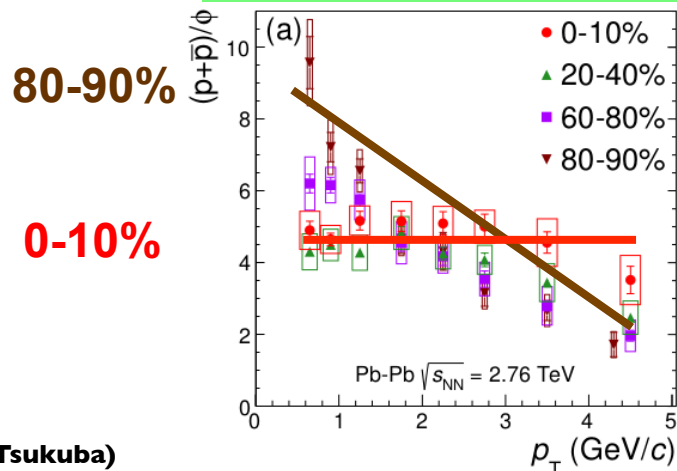 80-90%
0-10%
(p+p̅)/ϕ
(a)
0-10%
20-40%
60-80%
80-90%
10
8
6
4
2
0
Pb-Pb √sNN = 2.76 TeV
0 1 2 3 4 5
pT (GeV/c)
Tsukuba)